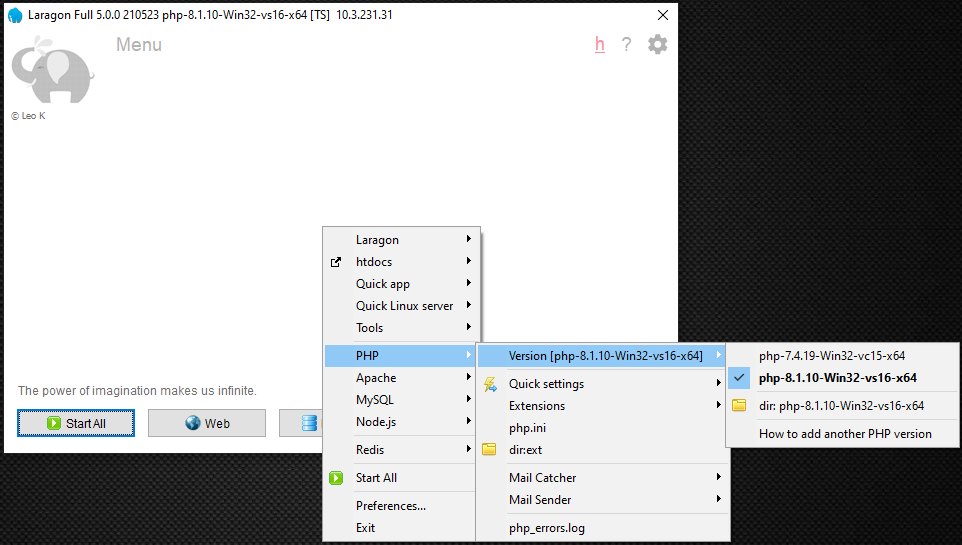 Laragon Full 5.0.0 210523 php-8.1.10-Win32-vs16-x64 [TS] 10.3.231.31
Menu
h
?
© Leo K
The power of imagination makes us infinite.
Start All
Web
Laragon
htdocs
Quick app
Quick Linux server
Tools
PHP
Apache
MySQL
Node.js
Redis
Start All
Preferences...
Exit
Version [php-8.1.10-Win32-vs16-x64]
Quick settings
Extensions
php.ini
dir:ext
Mail Catcher
Mail Sender
php_errors.log
php-7.4.19-Win32-vc15-x64
php-8.1.10-Win32-vs16-x64
dir: php-8.1.10-Win32-vs16-x64
How to add another PHP version